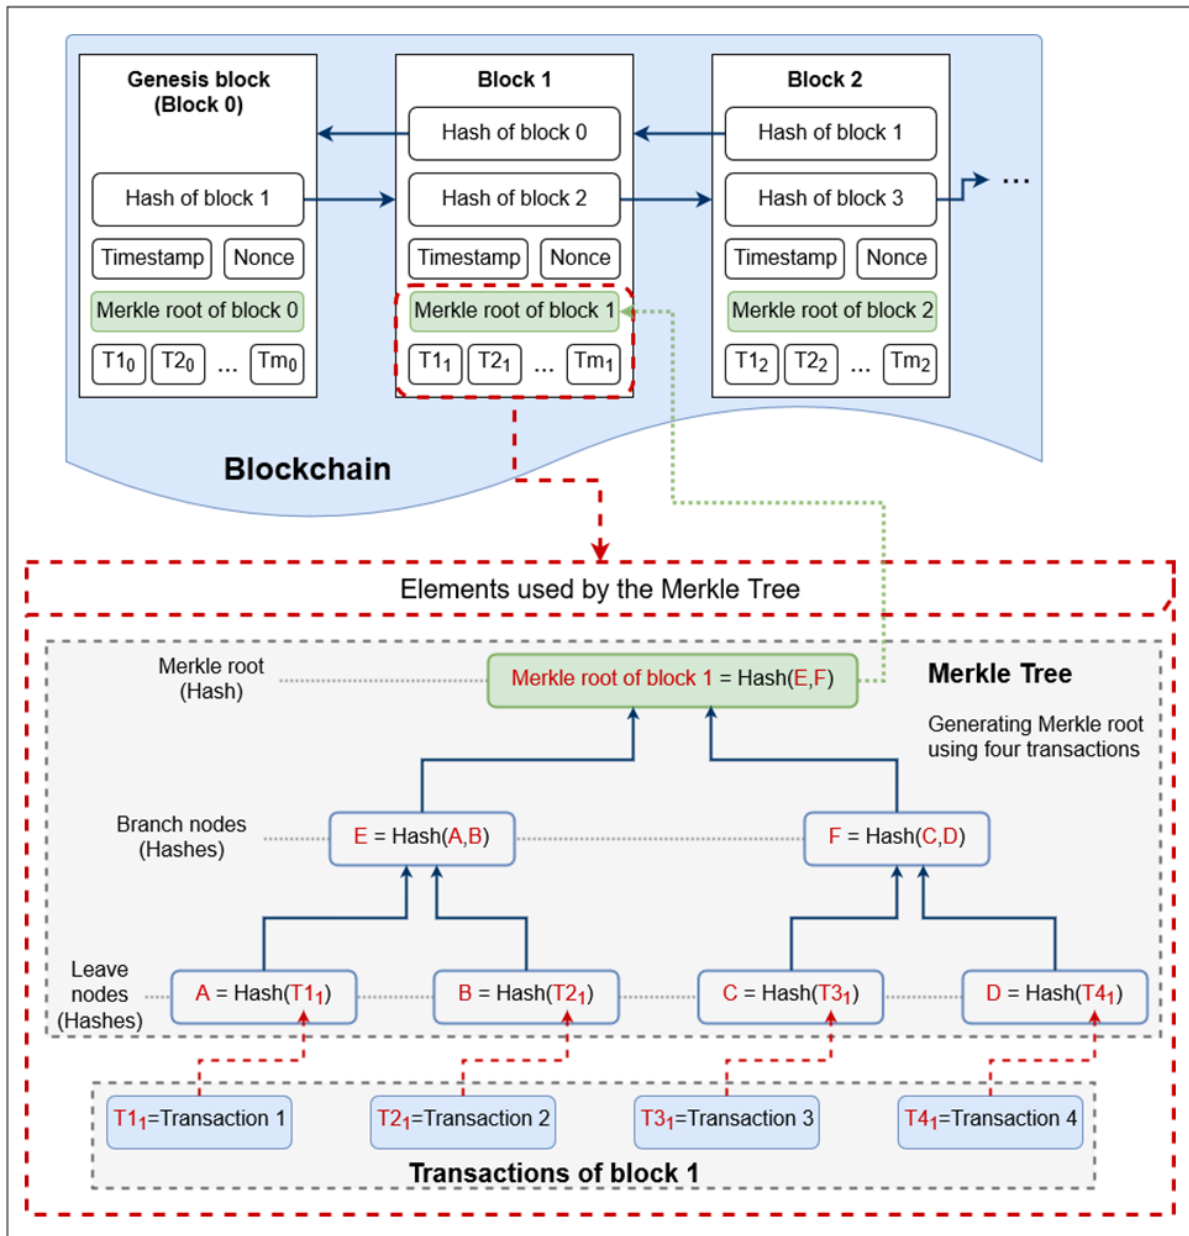 Genesis block
(Block 0)
Block 1
Block 2
Hash of block 0
Hash of block 1
Hash of block 1
Hash of block 2
Hash of block 3
...
Timestamp
Nonce
Timestamp
Nonce
Timestamp
Nonce
Merkle root of block 0
Merkle root of block 1
Merkle root of block 2
T1₀
T2₀
...
Tm₀
T1₁
T2₁
...
Tm₁
T1₂
T2₂
...
Tm₂
Blockchain
Elements used by the Merkle Tree
Merkle root
(Hash)
Merkle root of block 1 = Hash(E,F)
Merkle Tree
Generating Merkle root
using four transactions
Branch nodes
(Hashes)
E = Hash(A,B)
F = Hash(C,D)
Leave
nodes
(Hashes)
A = Hash(T1₁)
B = Hash(T2₁)
C = Hash(T3₁)
D = Hash(T4₁)
T1₁=Transaction 1
T2₁=Transaction 2
T3₁=Transaction 3
T4₁=Transaction 4
Transactions of block 1